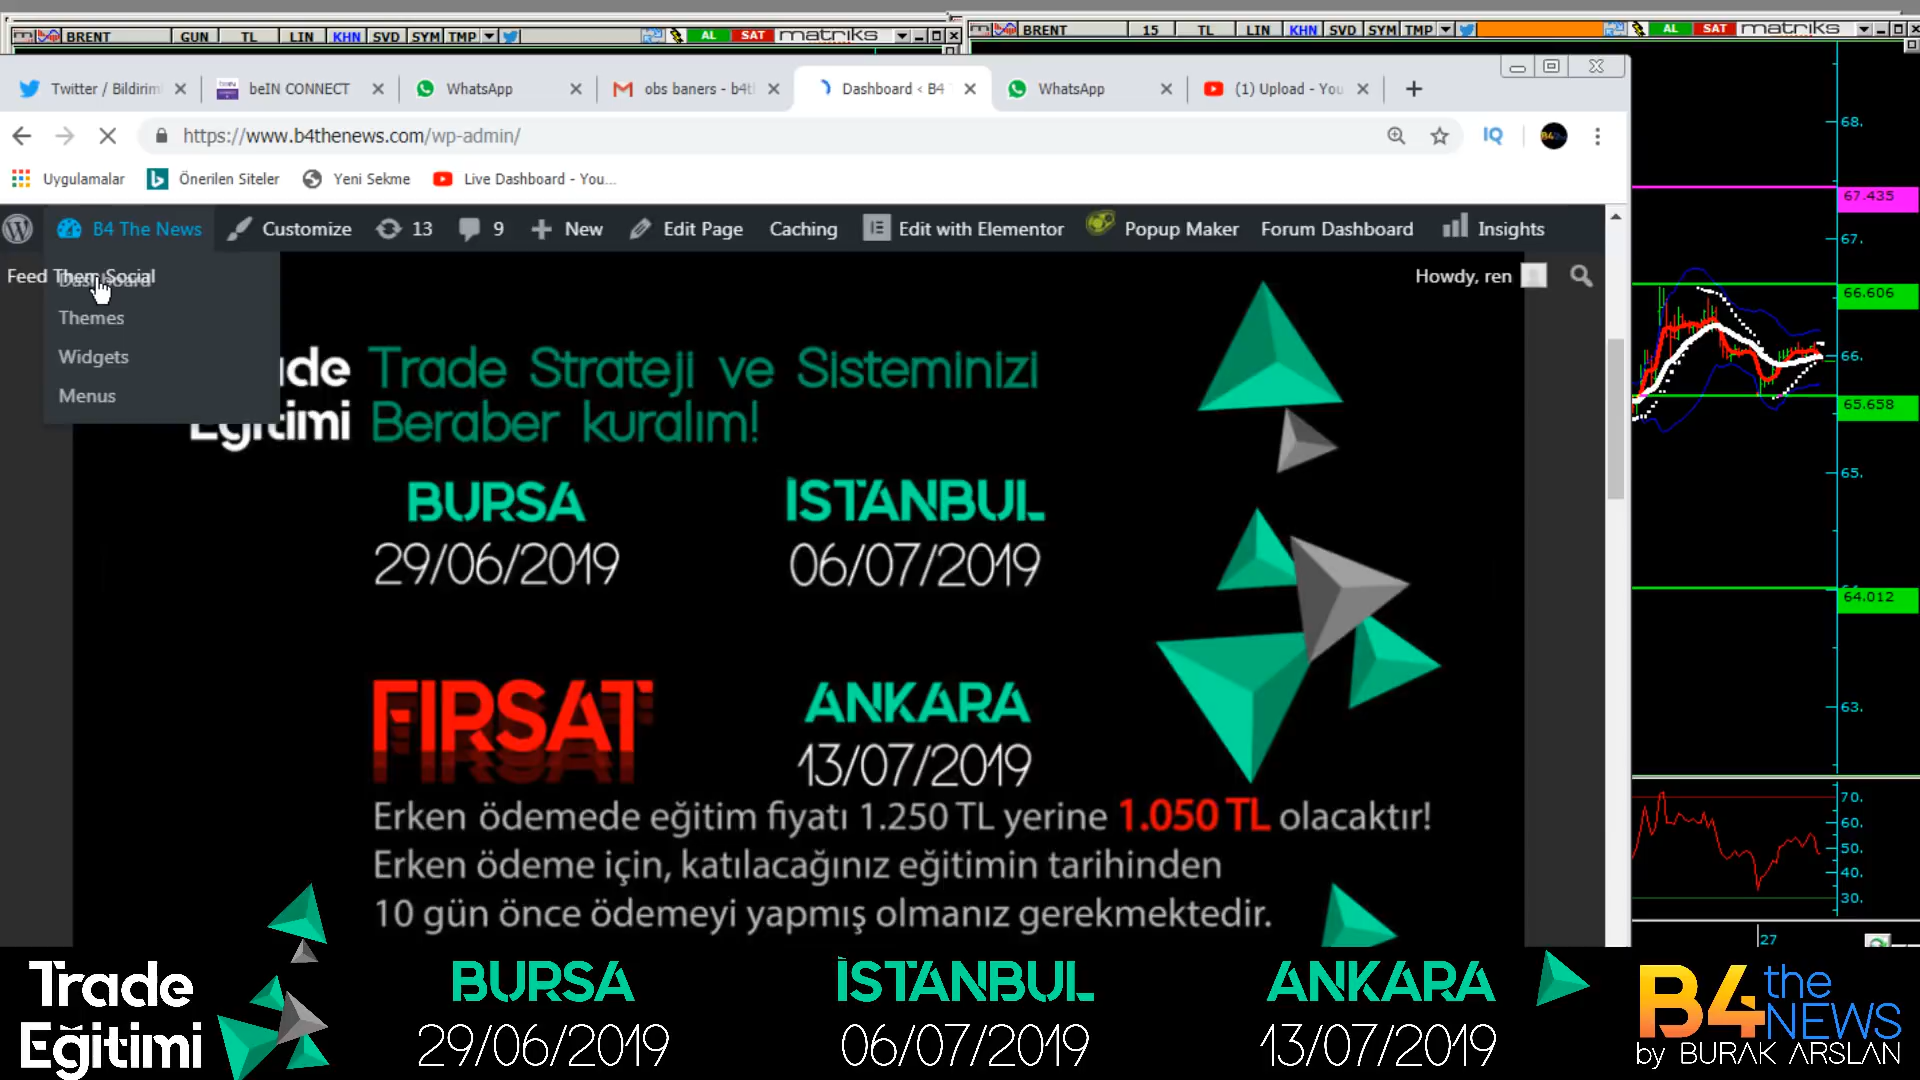 BRENT GUN TL LIN KHN SVD SYM TMP AL SAT matriks
BRENT 15 TL LIN KHN SVD SYM TMP AL SAT matriks
Twitter / Bildirim
beIN CONNECT
WhatsApp
obs baners - b4t
Dashboard ‹ B4
WhatsApp
(1) Upload - You
https://www.b4thenews.com/wp-admin/
IQ
Uygulamalar
Önerilen Siteler
Yeni Sekme
Live Dashboard - You...
B4 The News
Customize
13
9
New
Edit Page
Caching
Edit with Elementor
Popup Maker
Forum Dashboard
Insights
Feed Them Social
Dashboard
Howdy, ren
Themes
Widgets
Menus
Trade Strateji ve Sisteminizi
Eğitimi Beraber kuralım!
BURSA
29/06/2019
İSTANBUL
06/07/2019
FIRSAT
ANKARA
13/07/2019
Erken ödemede eğitim fiyatı 1.250 TL yerine 1.050 TL olacaktır!
Erken ödeme için, katılacağınız eğitimin tarihinden
10 gün önce ödemeyi yapmış olmanız gerekmektedir.
68.
67.435
67.
66.606
66.
65.658
65.
64.012
63.
70.
60.
50.
40.
30.
27
Trade
Eğitimi
BURSA
29/06/2019
İSTANBUL
06/07/2019
ANKARA
13/07/2019
B4 the
NEWS
by BURAK ARSLAN